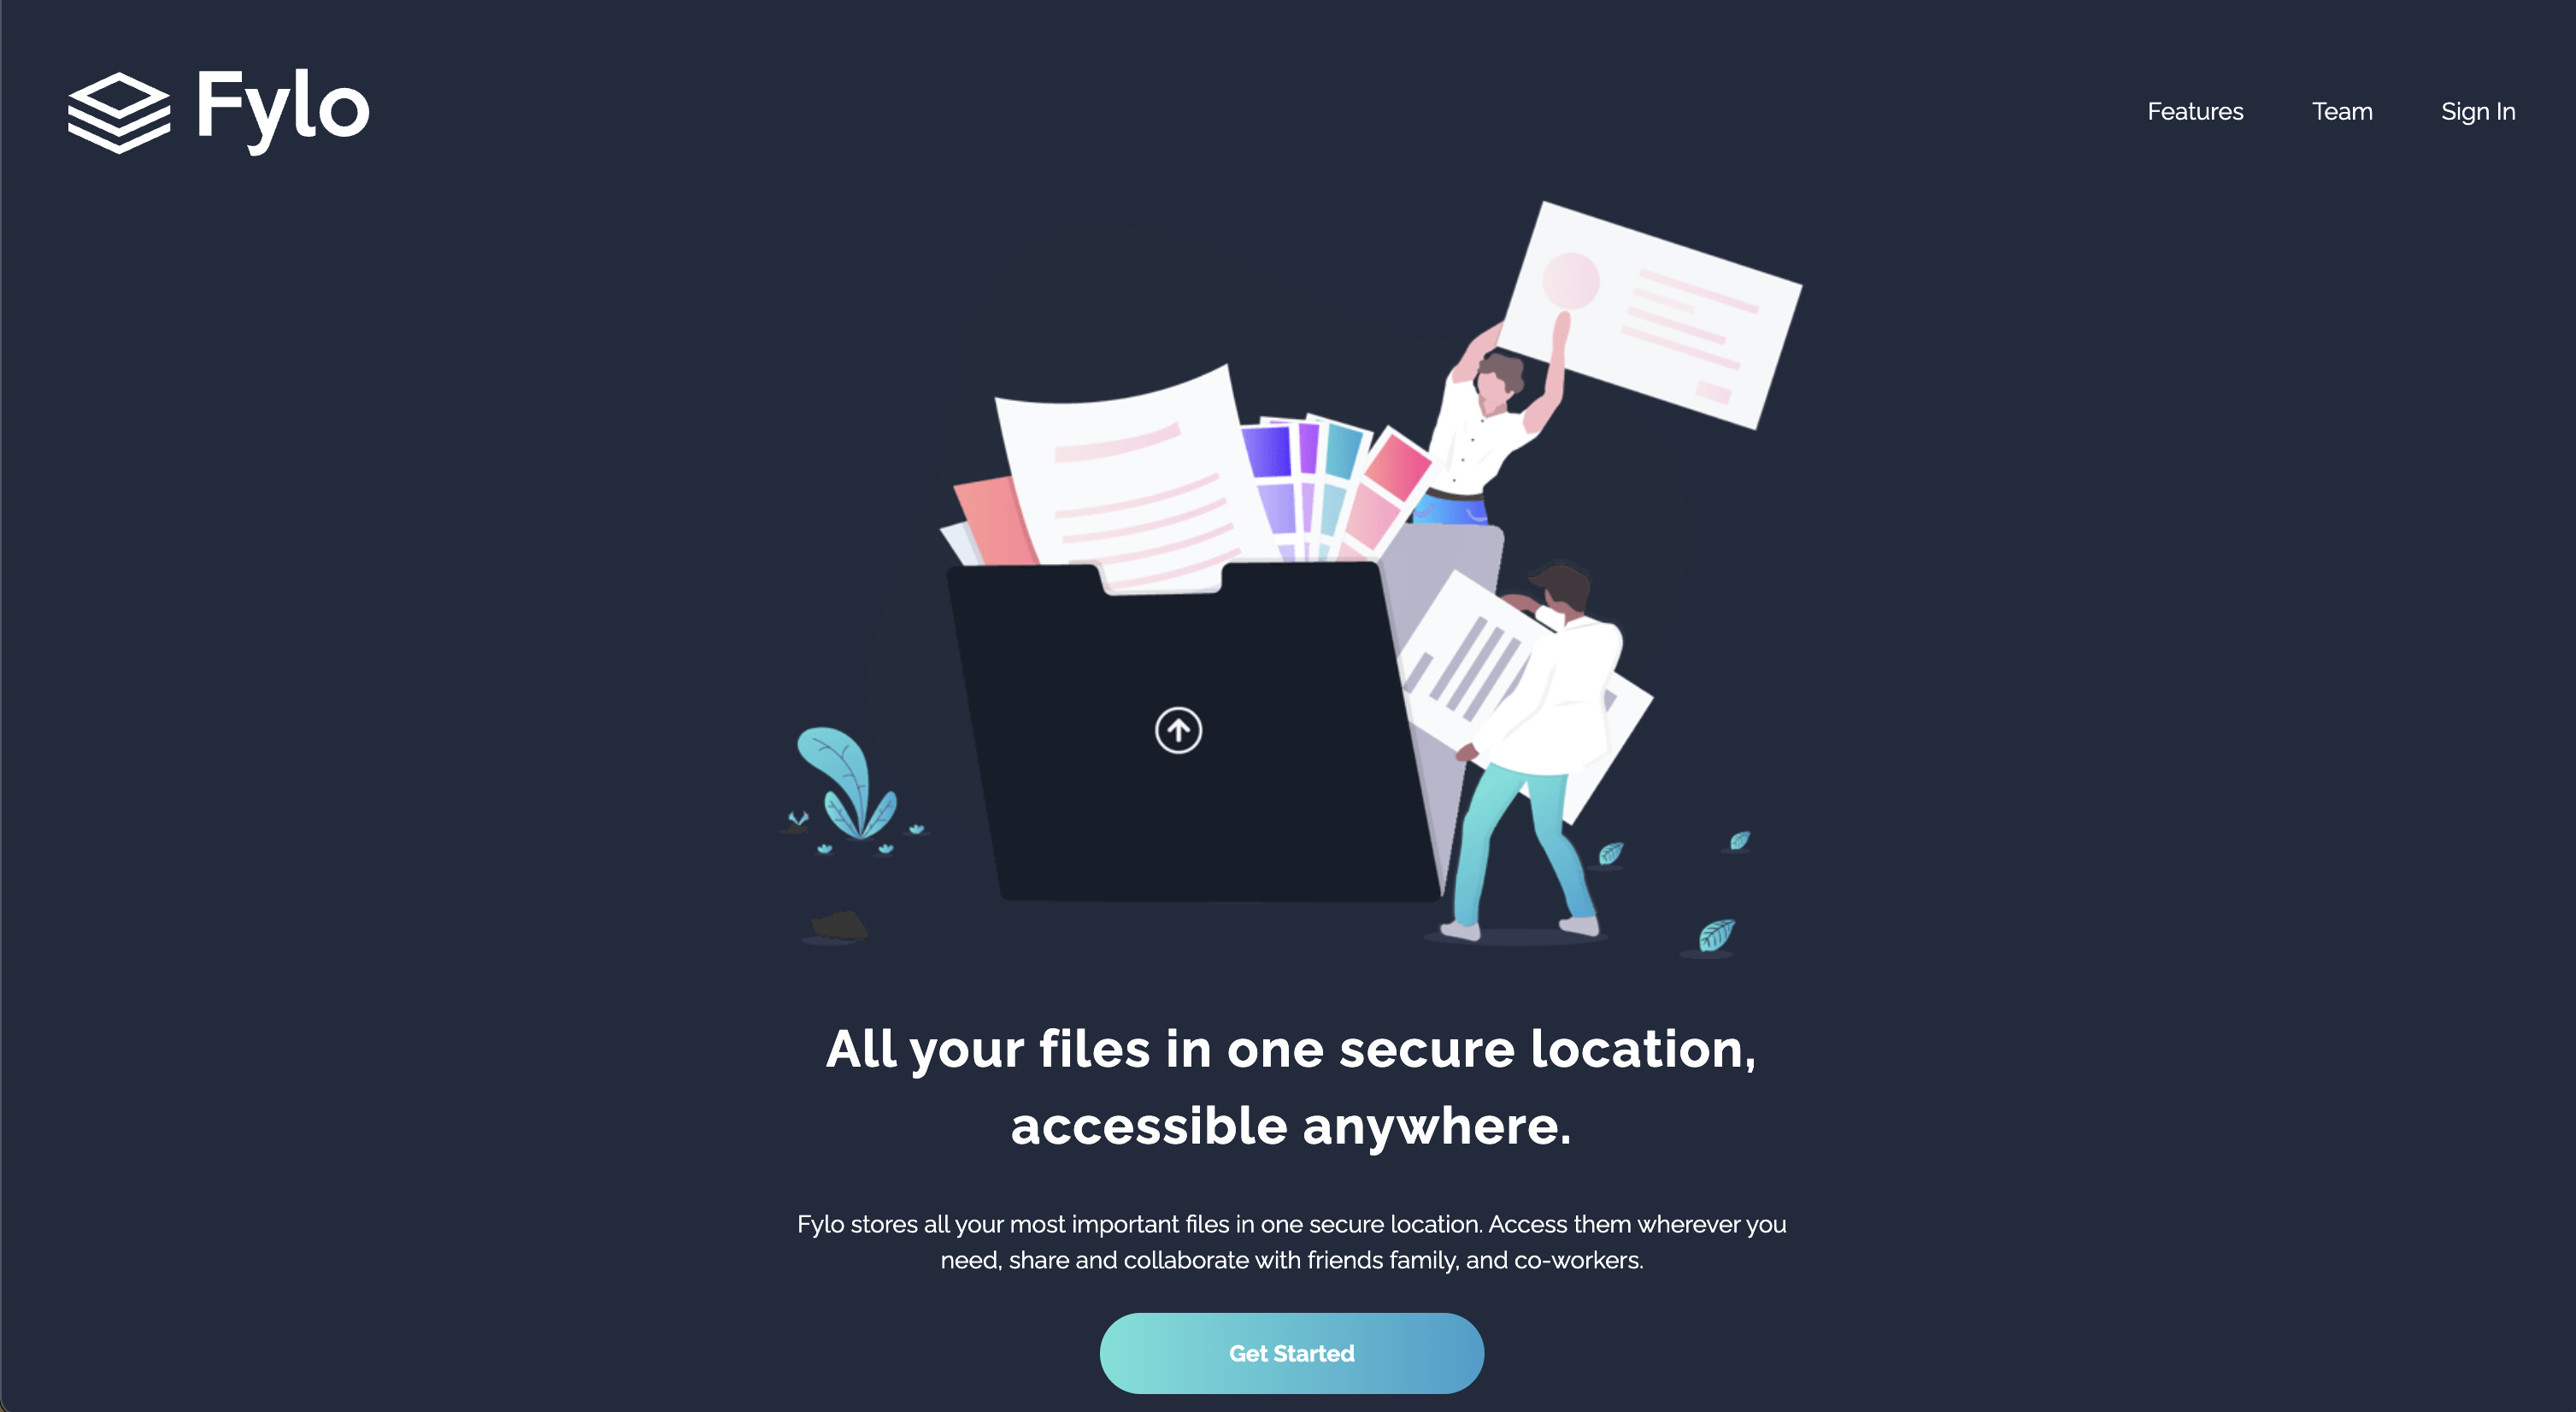 Fylo
Features
Team
Sign In
All your files in one secure location,
accessible anywhere.
Fylo stores all your most important files in one secure location. Access them wherever you
need, share and collaborate with friends family, and co-workers.
Get Started